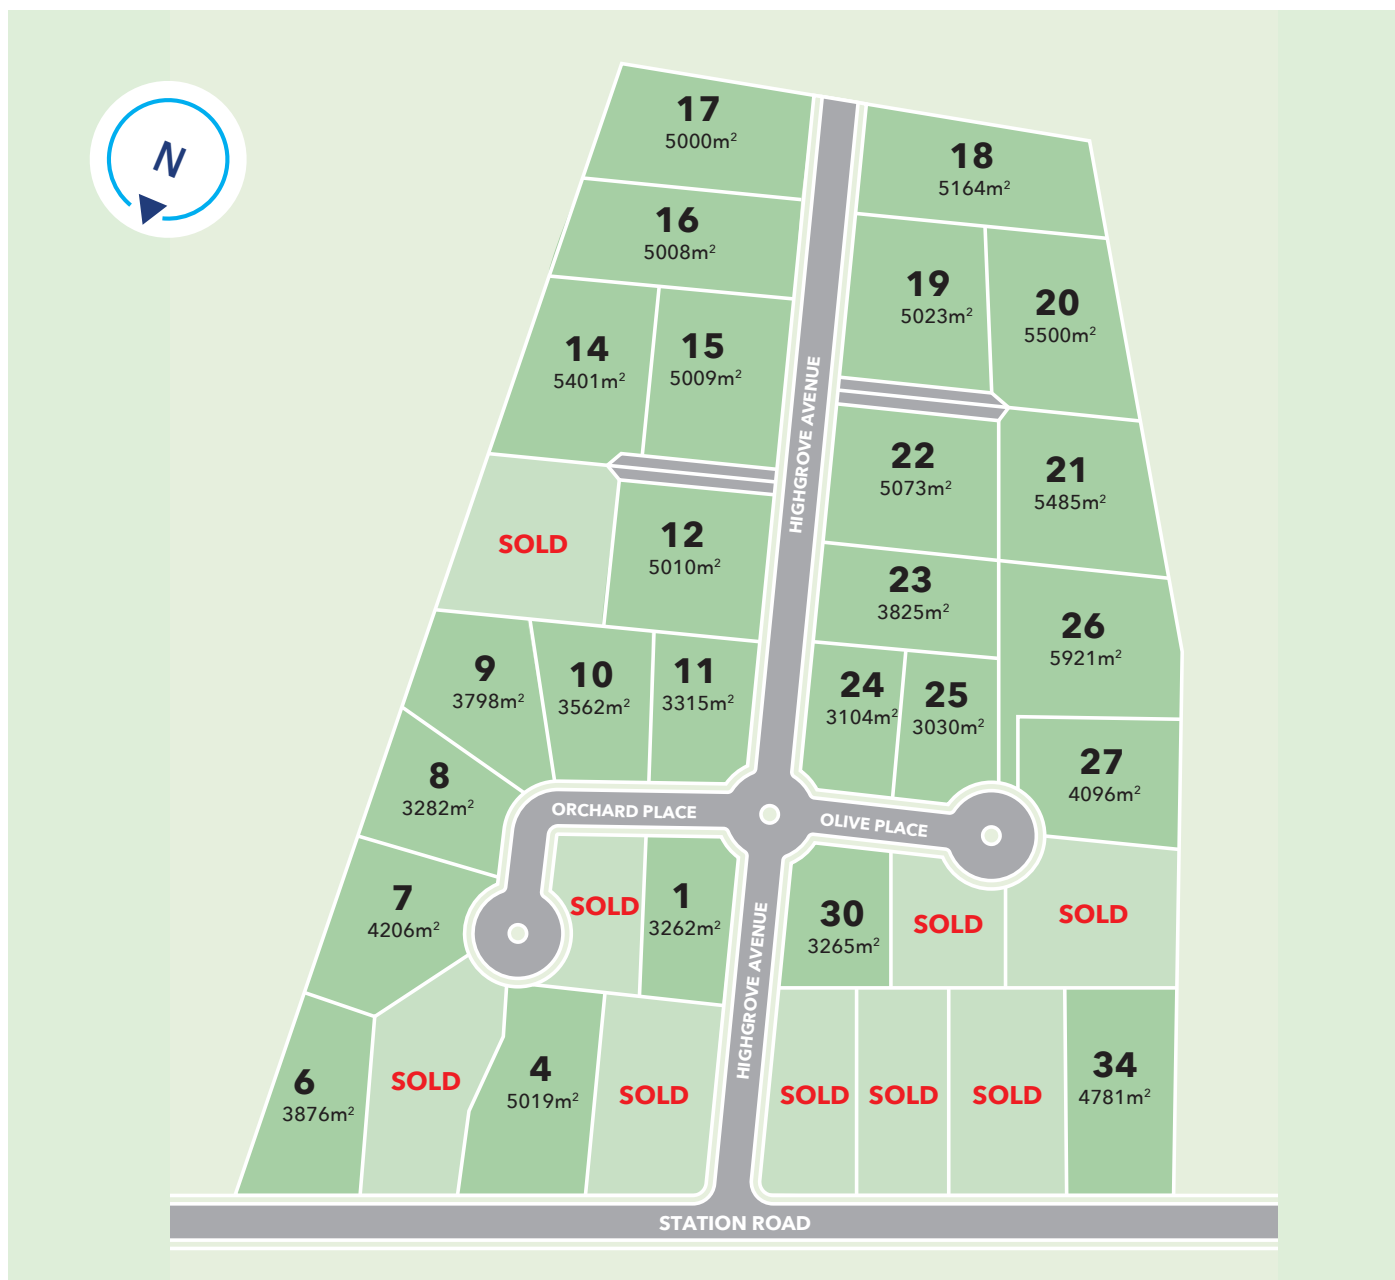 N
17
5000m²
18
5164m²
16
5008m²
19
5023m²
20
5500m²
14
5401m²
15
5009m²
HIGHGROVE AVENUE
22
5073m²
21
5485m²
SOLD
12
5010m²
23
3825m²
26
5921m²
9
3798m²
10
3562m²
11
3315m²
24
3104m²
25
3030m²
8
3282m²
27
4096m²
ORCHARD PLACE
OLIVE PLACE
7
4206m²
SOLD
1
3262m²
HIGHGROVE AVENUE
30
3265m²
SOLD
SOLD
6
3876m²
SOLD
4
5019m²
SOLD
SOLD
SOLD
SOLD
34
4781m²
STATION ROAD